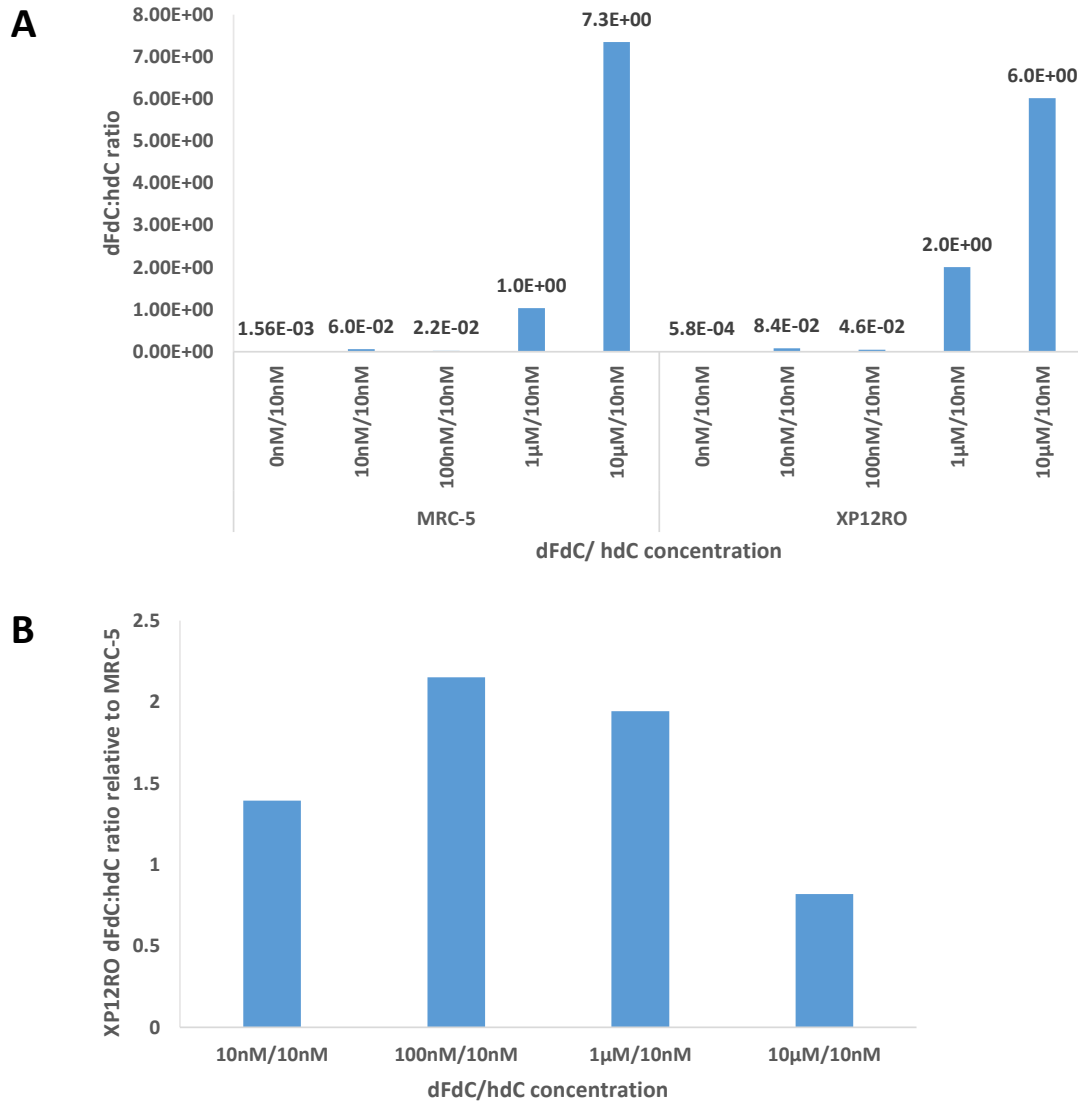 A
dFdC:hdC ratio
8.00E+00
7.00E+00
6.00E+00
5.00E+00
4.00E+00
3.00E+00
2.00E+00
1.00E+00
0.00E+00
1.56E-03
6.0E-02
2.2E-02
1.0E+00
7.3E+00
5.8E-04
8.4E-02
4.6E-02
2.0E+00
6.0E+00
0nM/10nM
10nM/10nM
100nM/10nM
1µM/10nM
10µM/10nM
0nM/10nM
10nM/10nM
100nM/10nM
1µM/10nM
10µM/10nM
MRC-5
XP12RO
dFdC/ hdC concentration
B
XP12RO dFdC:hdC ratio relative to MRC-5
2.5
2
1.5
1
0.5
0
10nM/10nM
100nM/10nM
1µM/10nM
10µM/10nM
dFdC/hdC concentration